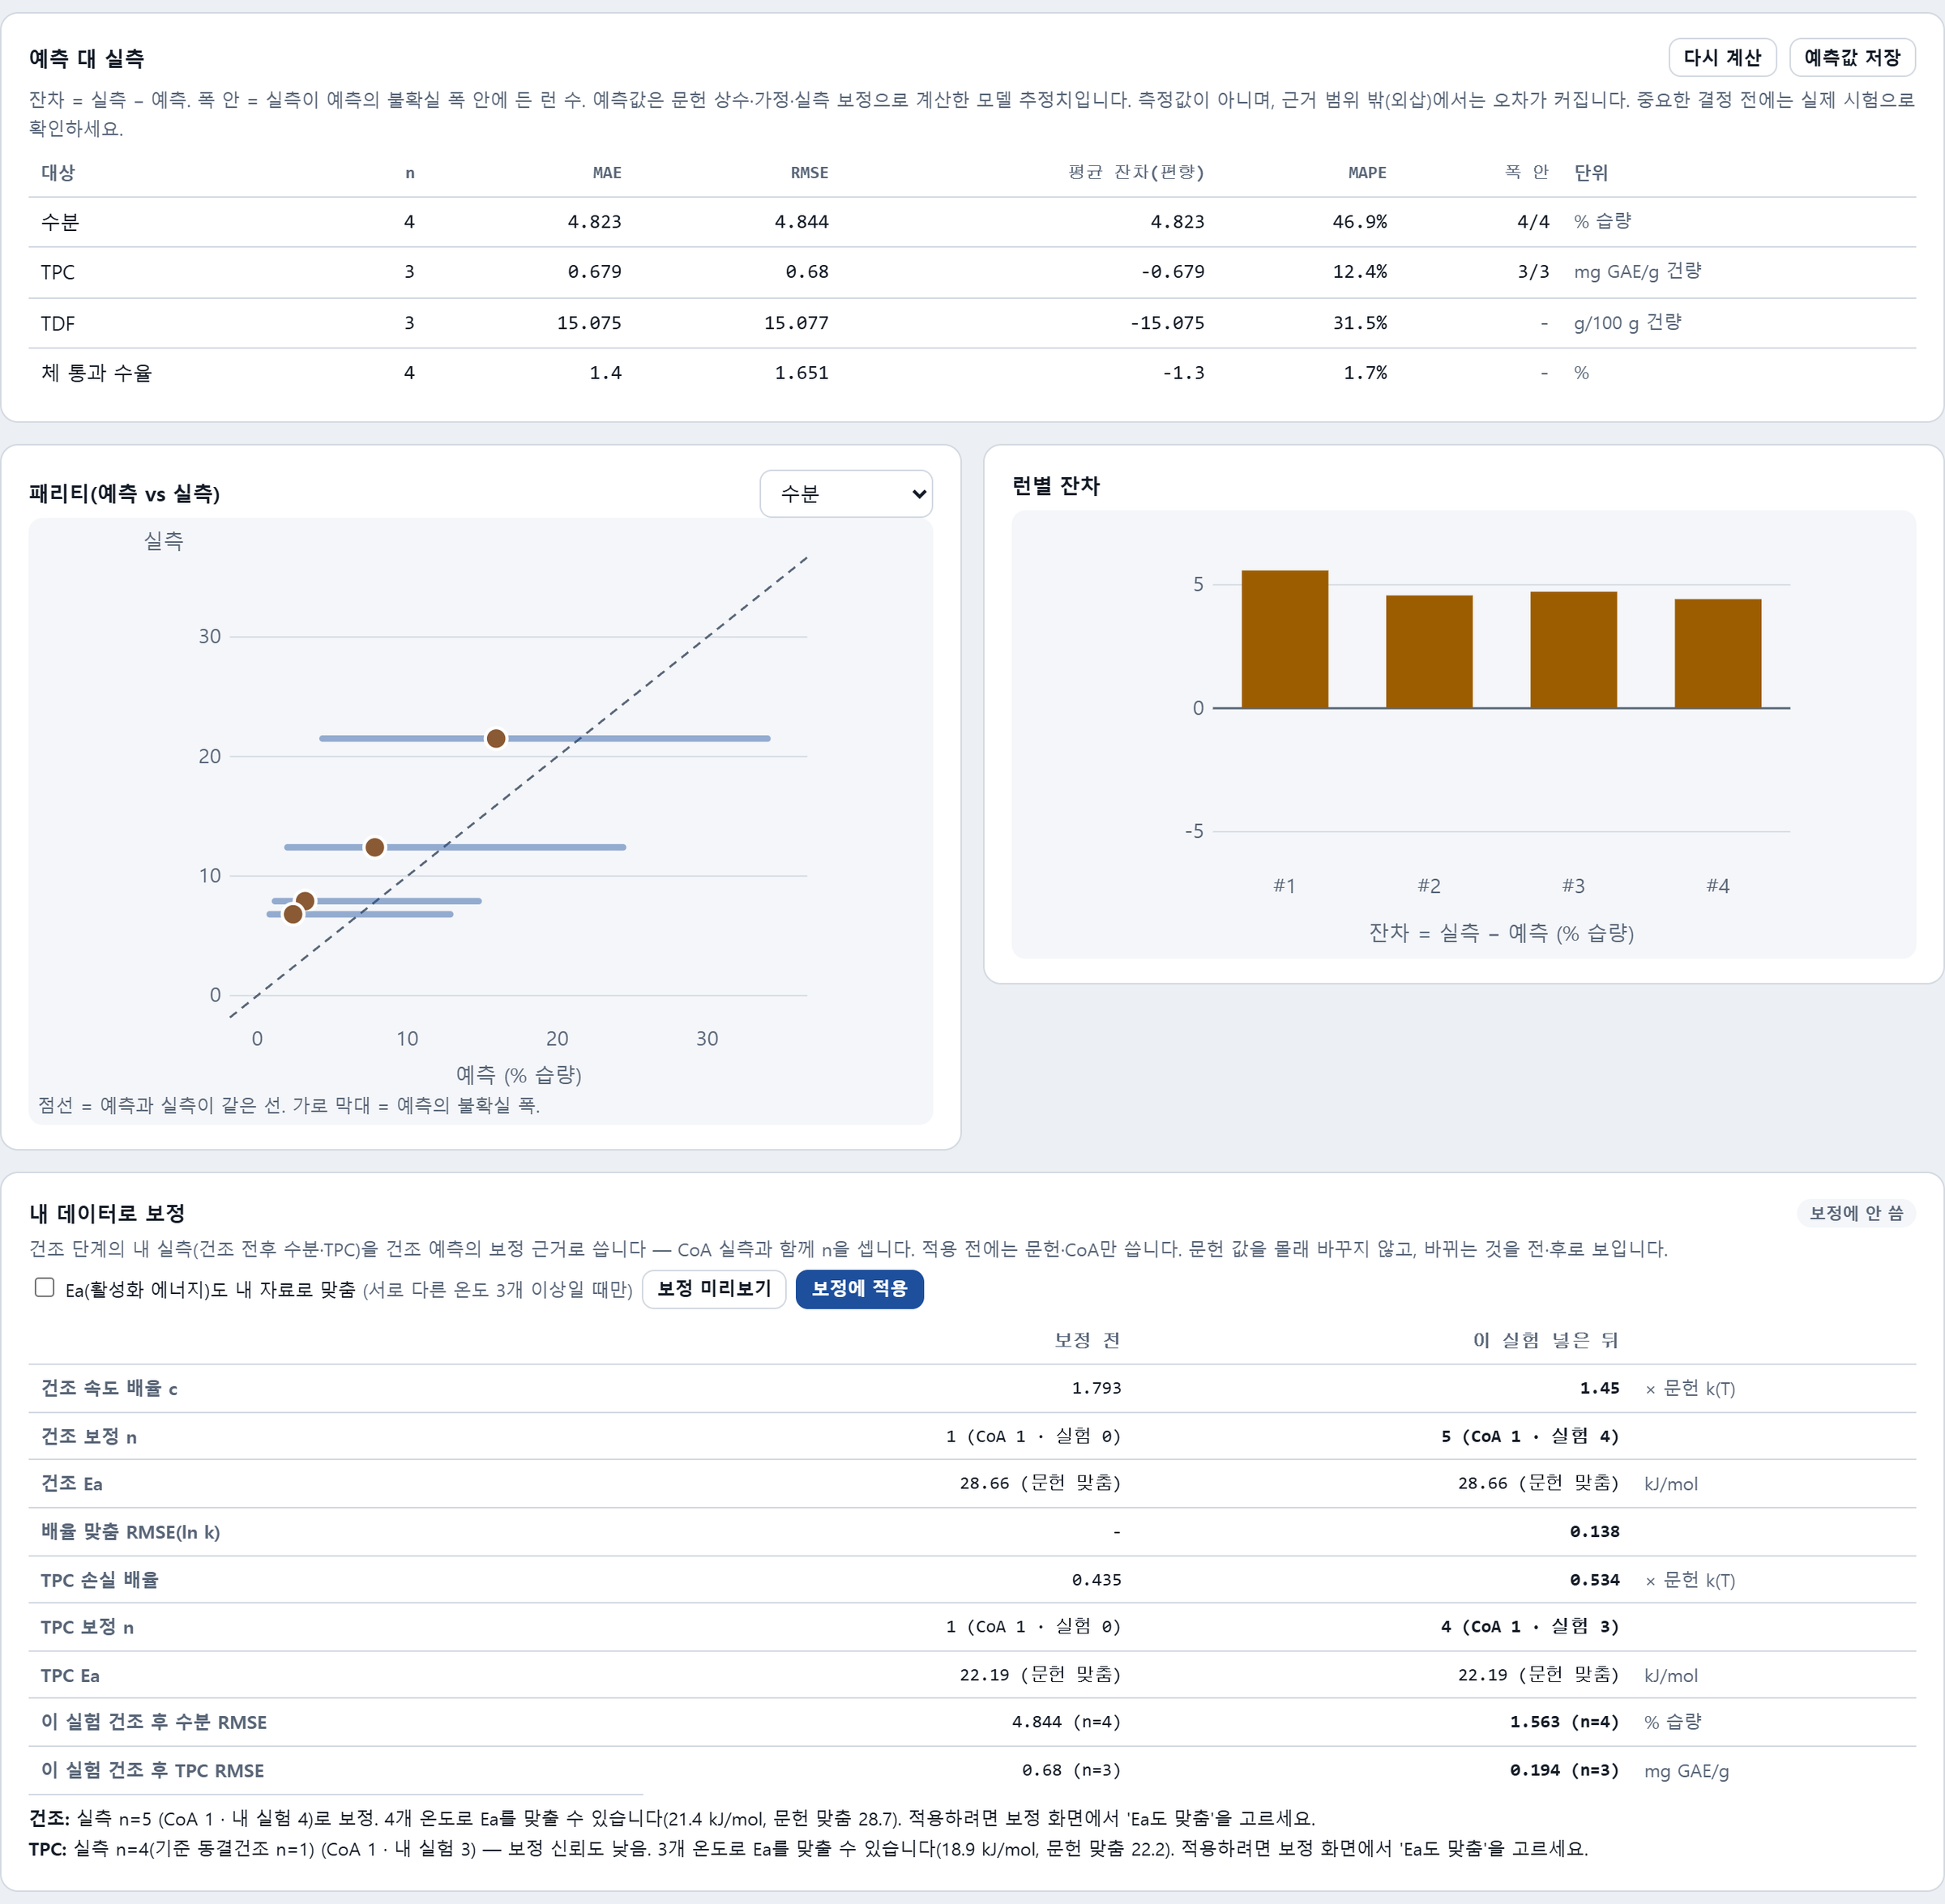 예측 대 실측
다시 계산
예측값 저장
잔차 = 실측 − 예측. 폭 안 = 실측이 예측의 불확실 폭 안에 든 런 수. 예측값은 문헌 상수·가정·실측 보정으로 계산한 모델 추정치입니다. 측정값이 아니며, 근거 범위 밖(외삽)에서는 오차가 커집니다. 중요한 결정 전에는 실제 시험으로
확인하세요.
대상 n MAE RMSE 평균 잔차(편향) MAPE 폭 안 단위
수분 4 4.823 4.844 4.823 46.9% 4/4 % 습량
TPC 3 0.679 0.68 -0.679 12.4% 3/3 mg GAE/g 건량
TDF 3 15.075 15.077 -15.075 31.5% - g/100 g 건량
체 통과 수율 4 1.4 1.651 -1.3 1.7% - %
패리티(예측 vs 실측)
수분
실측
30
20
10
0
0 10 20 30
예측 (% 습량)
점선 = 예측과 실측이 같은 선. 가로 막대 = 예측의 불확실 폭.
런별 잔차
5
0
-5
#1 #2 #3 #4
잔차 = 실측 − 예측 (% 습량)
내 데이터로 보정
보정에 안 씀
건조 단계의 내 실측(건조 전후 수분·TPC)을 건조 예측의 보정 근거로 씁니다 — CoA 실측과 함께 n을 셉니다. 적용 전에는 문헌·CoA만 씁니다. 문헌 값을 몰래 바꾸지 않고, 바뀌는 것을 전·후로 보입니다.
Ea(활성화 에너지)도 내 자료로 맞춤 (서로 다른 온도 3개 이상일 때만) 보정 미리보기 보정에 적용
보정 전 이 실험 넣은 뒤
건조 속도 배율 c 1.793 1.45 × 문헌 k(T)
건조 보정 n 1 (CoA 1 · 실험 0) 5 (CoA 1 · 실험 4)
건조 Ea 28.66 (문헌 맞춤) 28.66 (문헌 맞춤) kJ/mol
배율 맞춤 RMSE(ln k) - 0.138
TPC 손실 배율 0.435 0.534 × 문헌 k(T)
TPC 보정 n 1 (CoA 1 · 실험 0) 4 (CoA 1 · 실험 3)
TPC Ea 22.19 (문헌 맞춤) 22.19 (문헌 맞춤) kJ/mol
이 실험 건조 후 수분 RMSE 4.844 (n=4) 1.563 (n=4) % 습량
이 실험 건조 후 TPC RMSE 0.68 (n=3) 0.194 (n=3) mg GAE/g
건조: 실측 n=5 (CoA 1 · 내 실험 4)로 보정. 4개 온도로 Ea를 맞출 수 있습니다(21.4 kJ/mol, 문헌 맞춤 28.7). 적용하려면 보정 화면에서 'Ea도 맞춤'을 고르세요.
TPC: 실측 n=4(기준 동결건조 n=1) (CoA 1 · 내 실험 3) — 보정 신뢰도 낮음. 3개 온도로 Ea를 맞출 수 있습니다(18.9 kJ/mol, 문헌 맞춤 22.2). 적용하려면 보정 화면에서 'Ea도 맞춤'을 고르세요.